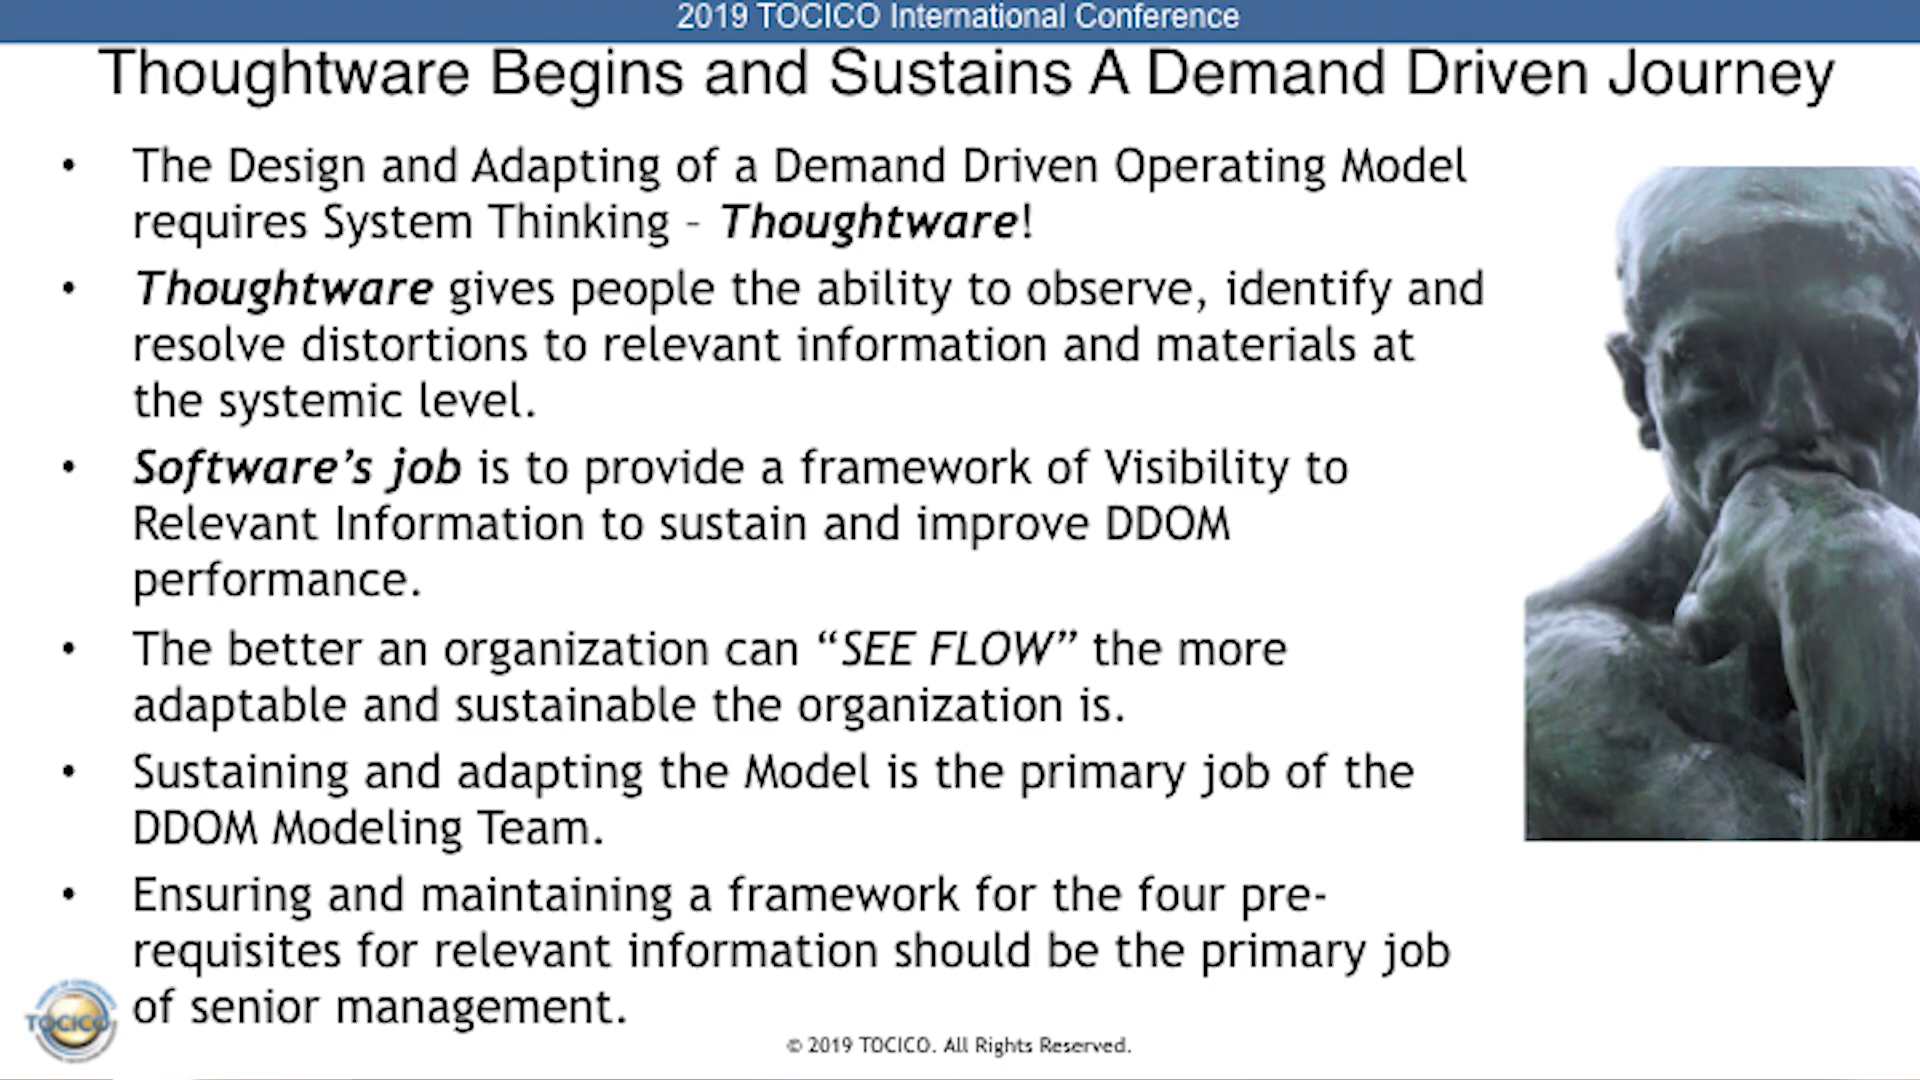 2019 TOCICO International Conference
Thoughtware Begins and Sustains A Demand Driven Journey
• The Design and Adapting of a Demand Driven Operating Model
requires System Thinking – Thoughtware!
• Thoughtware gives people the ability to observe, identify and
resolve distortions to relevant information and materials at
the systemic level.
• Software's job is to provide a framework of Visibility to
Relevant Information to sustain and improve DDOM
performance.
• The better an organization can “SEE FLOW” the more
adaptable and sustainable the organization is.
• Sustaining and adapting the Model is the primary job of the
DDOM Modeling Team.
• Ensuring and maintaining a framework for the four pre-
requisites for relevant information should be the primary job
of senior management.
TOCICO
© 2019 TOCICO. All Rights Reserved.